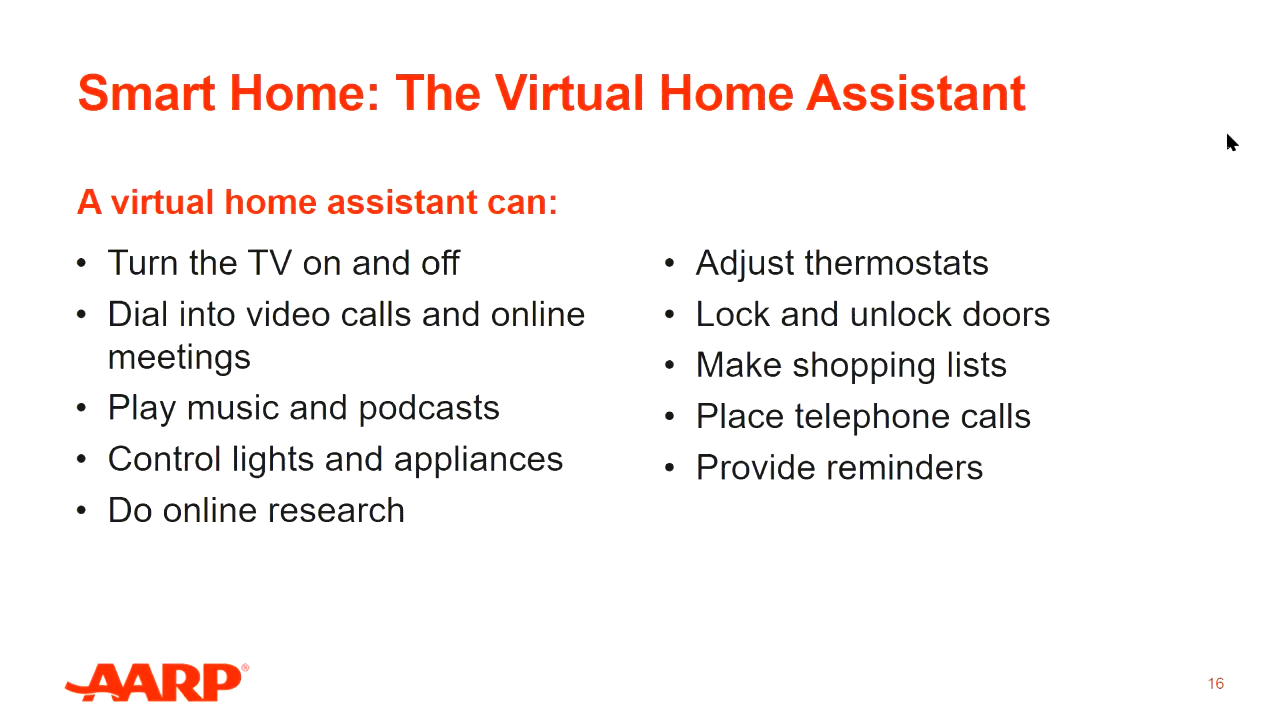 Smart Home: The Virtual Home Assistant
A virtual home assistant can:
• Turn the TV on and off
• Dial into video calls and online
meetings
• Play music and podcasts
• Control lights and appliances
• Do online research
• Adjust thermostats
• Lock and unlock doors
• Make shopping lists
• Place telephone calls
• Provide reminders
AARP®
16